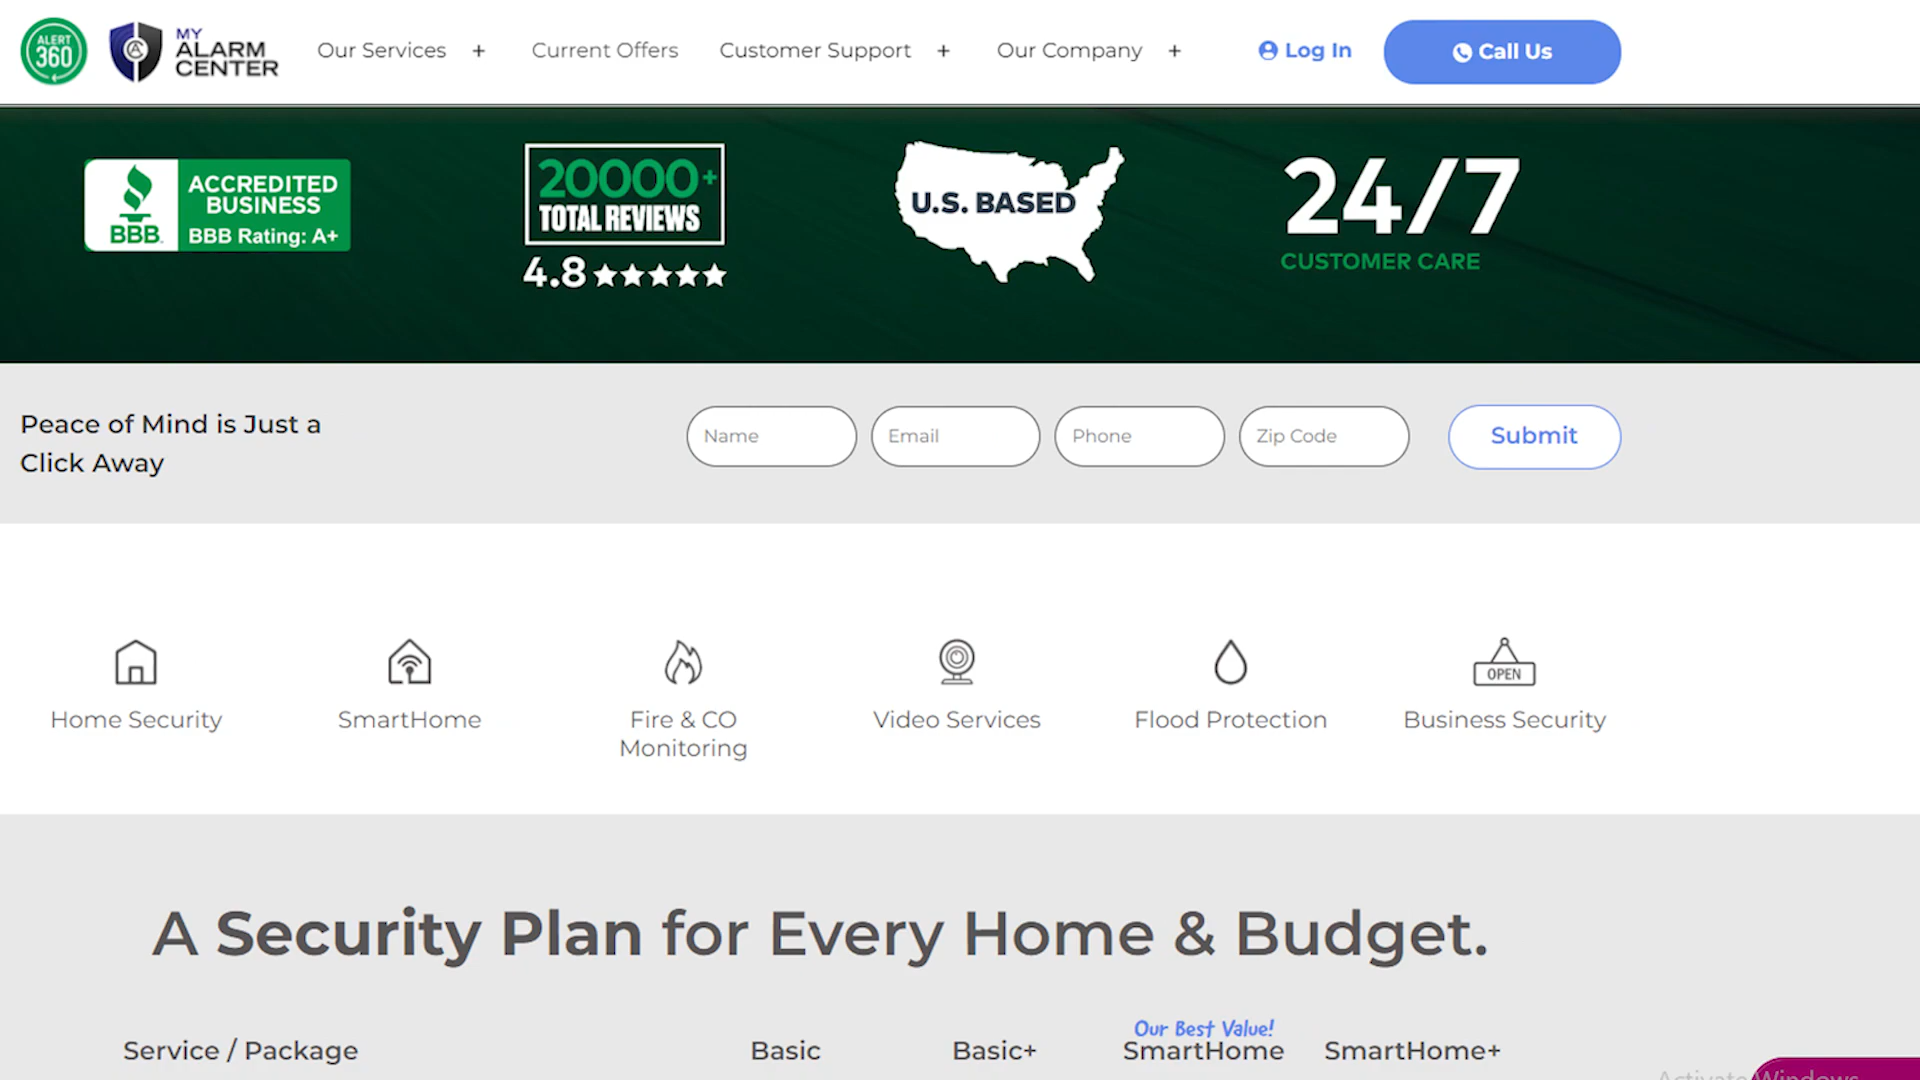 ALERT
360
MY
ALARM
CENTER
Our Services +
Current Offers
Customer Support +
Our Company +
Log In
Call Us
BBB.
ACCREDITED
BUSINESS
BBB Rating: A+
20000+
TOTAL REVIEWS
4.8
U.S. BASED
24/7
CUSTOMER CARE
Peace of Mind is Just a
Click Away
Name
Email
Phone
Zip Code
Submit
Home Security
SmartHome
Fire & CO
Monitoring
Video Services
Flood Protection
OPEN
Business Security
A Security Plan for Every Home & Budget.
Our Best Value!
Service / Package Basic Basic+ SmartHome SmartHome+
Activate Windows